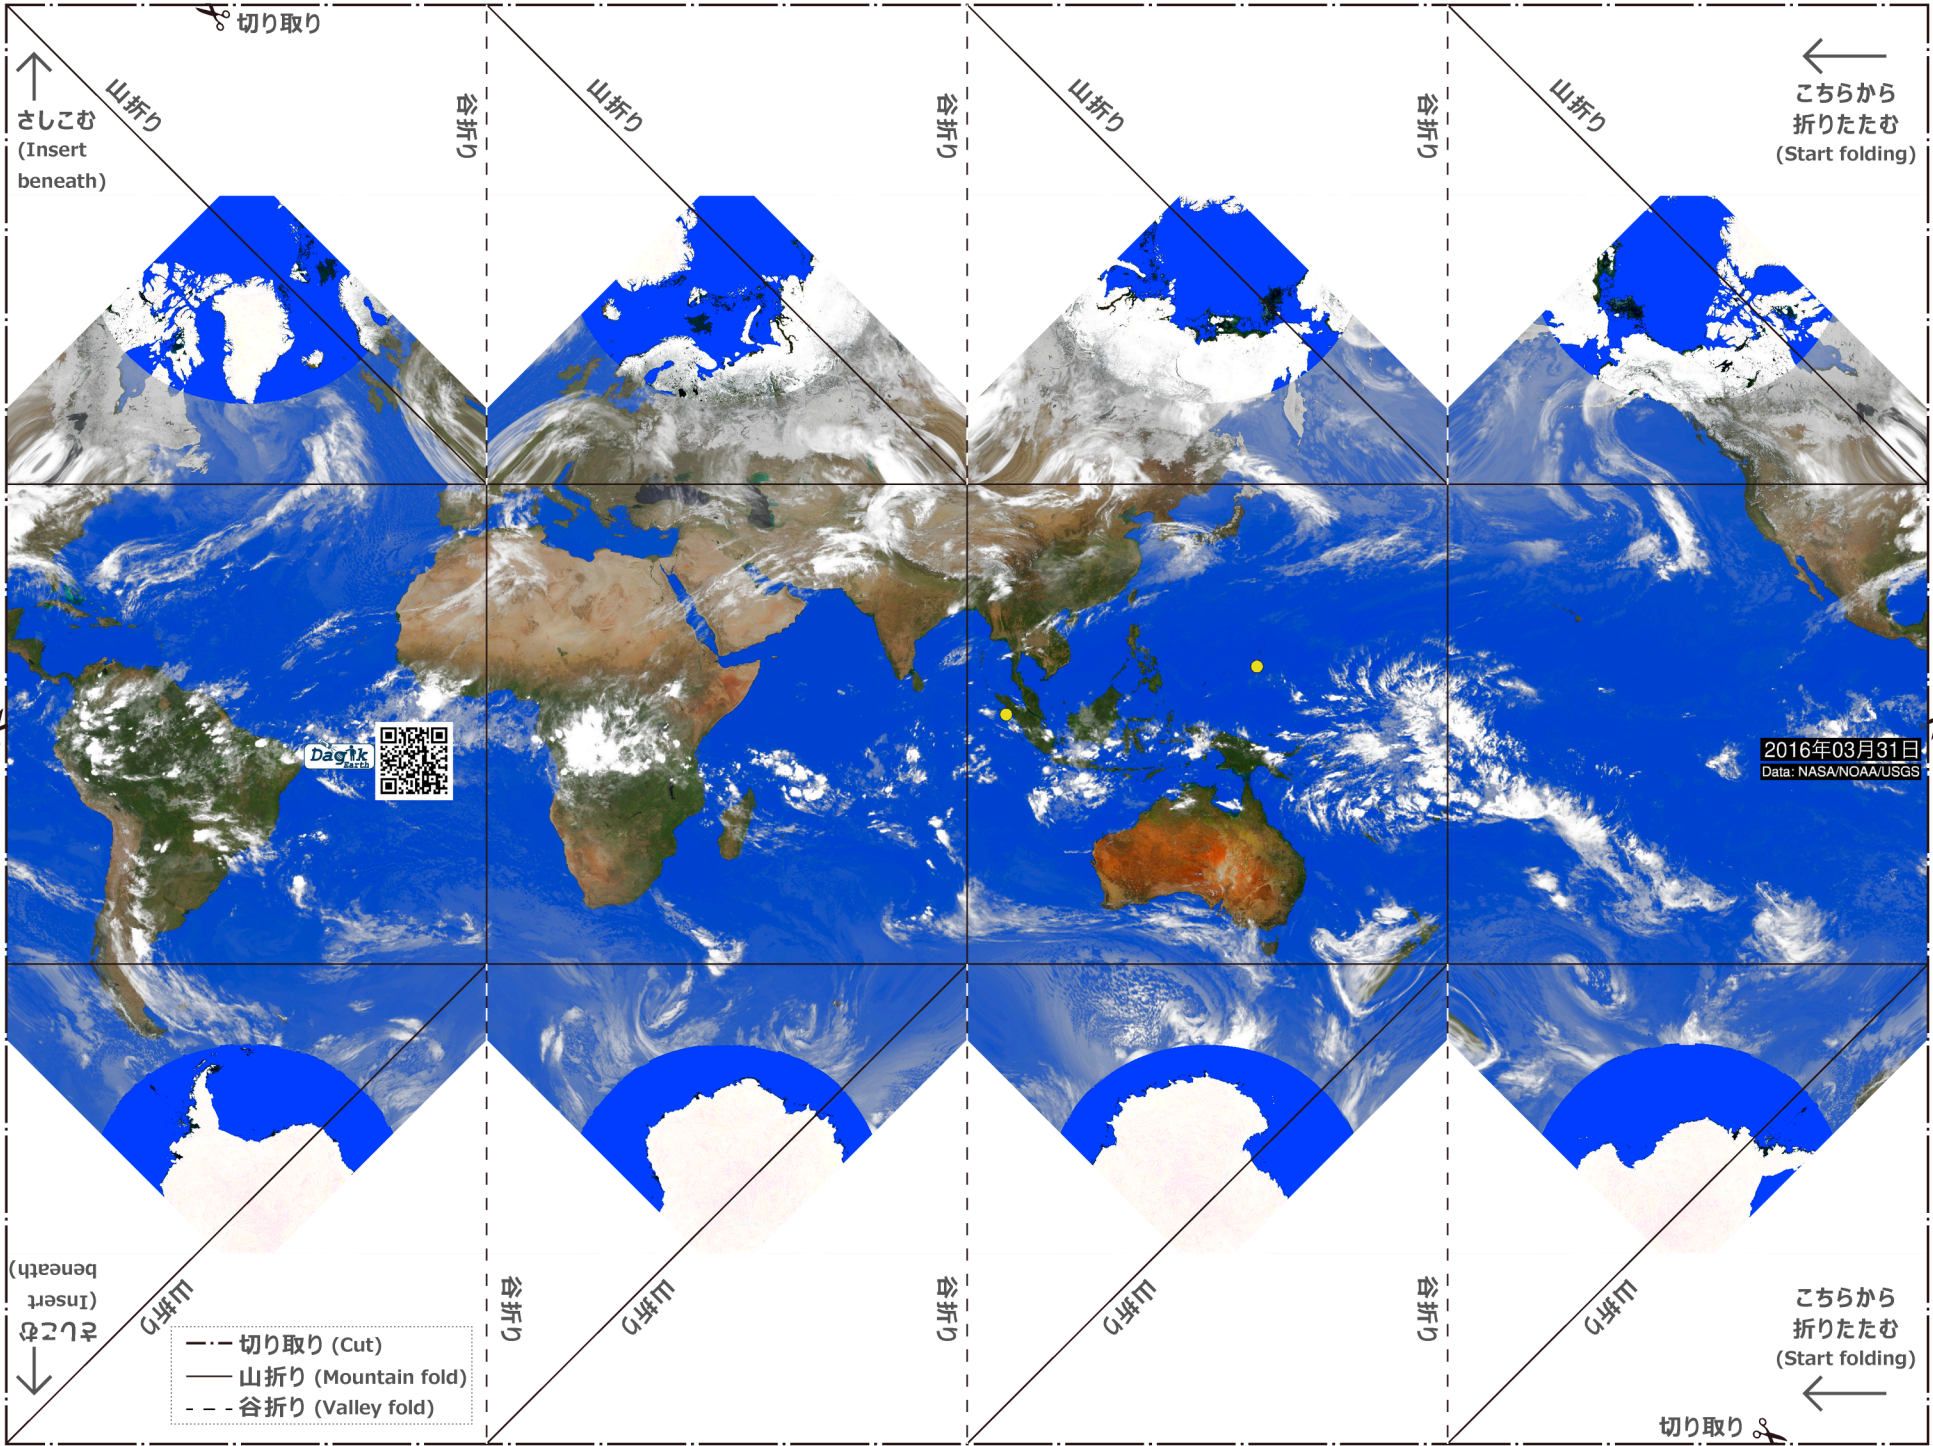 切り取り
山折り
谷折り
山折り
谷折り
山折り
谷折り
山折り
さしこむ
(Insert
beneath)
こちらから
折りたたむ
(Start folding)
Dagik
Earth
2016年03月31日
Data: NASA/NOAA/USGS
さしこむ
(Insert
beneath)
山折り
谷折り
山折り
谷折り
山折り
谷折り
山折り
切り取り (Cut)
山折り (Mountain fold)
谷折り (Valley fold)
こちらから
折りたたむ
(Start folding)
切り取り